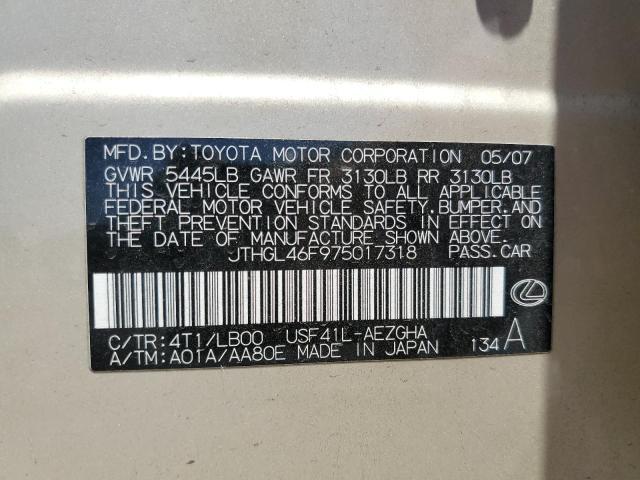 MFD. BY: TOYOTA MOTOR CORPORATION 05/07
GVWR 5445LB GAWR FR 3130LB RR 3130LB
THIS VEHICLE CONFORMS TO ALL APPLICABLE
FEDERAL MOTOR VEHICLE SAFETY, BUMPER, AND
THEFT PREVENTION STANDARDS IN EFFECT ON
THE DATE OF MANUFACTURE SHOWN ABOVE.
JTHGL46F975017318 PASS. CAR
C/TR: 4T1/LB00 USF41L-AEZGHA
A/TM: A01A/AA80E MADE IN JAPAN 134 A